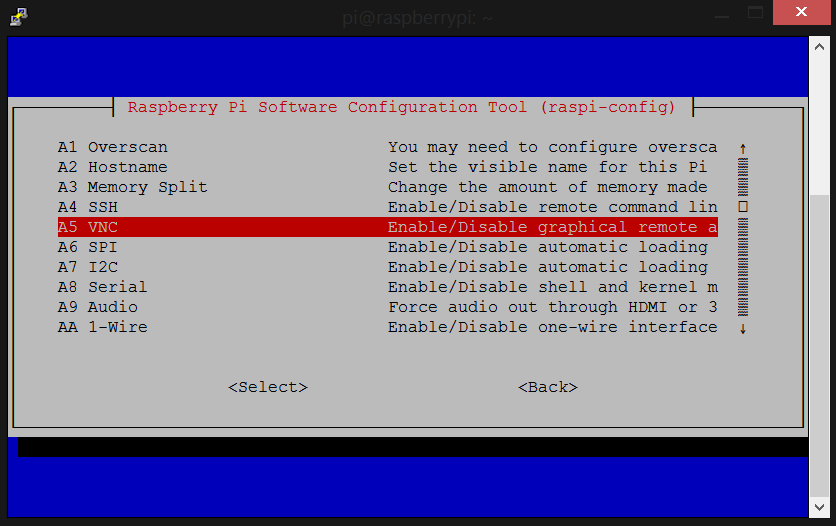 pi@raspberrypi: ~
Raspberry Pi Software Configuration Tool (raspi-config)
A1 Overscan You may need to configure oversca
A2 Hostname Set the visible name for this Pi
A3 Memory Split Change the amount of memory made
A4 SSH Enable/Disable remote command lin
A5 VNC Enable/Disable graphical remote a
A6 SPI Enable/Disable automatic loading
A7 I2C Enable/Disable automatic loading
A8 Serial Enable/Disable shell and kernel m
A9 Audio Force audio out through HDMI or 3
AA 1-Wire Enable/Disable one-wire interface
<Select> <Back>